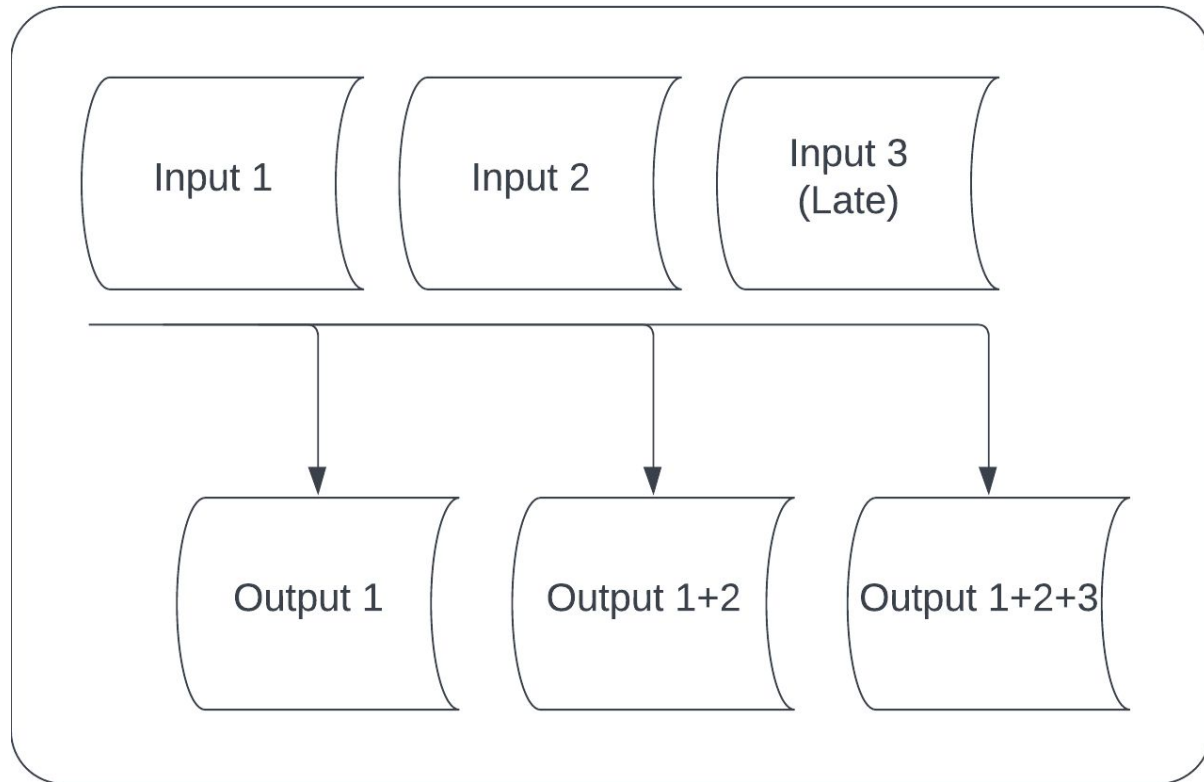 Input 1
Input 2
Input 3
(Late)
Output 1
Output 1+2
Output 1+2+3